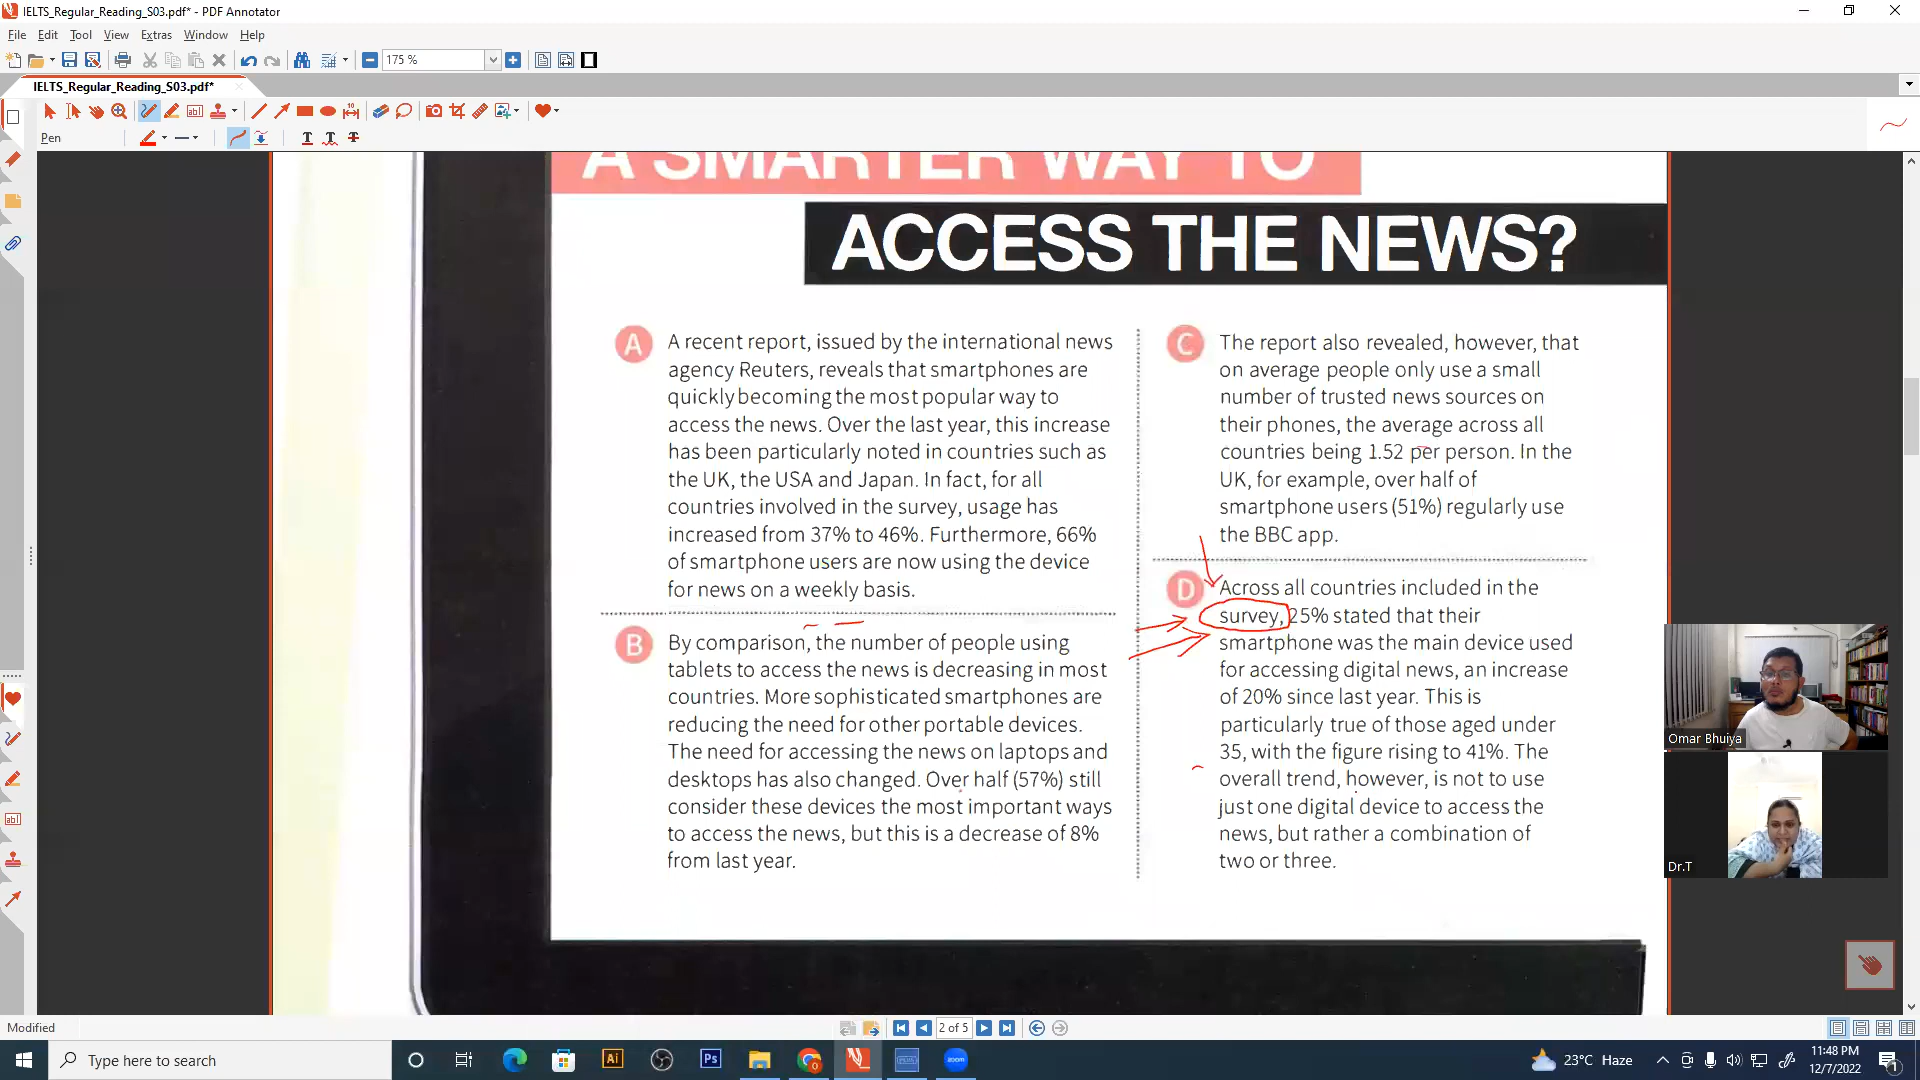 IELTS_Regular_Reading_S03.pdf* - PDF Annotator
File Edit Tool View Extras Window Help
175 %
IELTS_Regular_Reading_S03.pdf*
Pen
A SMARTER WAY TO
ACCESS THE NEWS?
A
A recent report, issued by the international news
agency Reuters, reveals that smartphones are
quickly becoming the most popular way to
access the news. Over the last year, this increase
has been particularly noted in countries such as
the UK, the USA and Japan. In fact, for all
countries involved in the survey, usage has
increased from 37% to 46%. Furthermore, 66%
of smartphone users are now using the device
for news on a weekly basis.
B
By comparison, the number of people using
tablets to access the news is decreasing in most
countries. More sophisticated smartphones are
reducing the need for other portable devices.
The need for accessing the news on laptops and
desktops has also changed. Over half (57%) still
consider these devices the most important ways
to access the news, but this is a decrease of 8%
from last year.
C
The report also revealed, however, that
on average people only use a small
number of trusted news sources on
their phones, the average across all
countries being 1.52 per person. In the
UK, for example, over half of
smartphone users (51%) regularly use
the BBC app.
D
Across all countries included in the
survey, 25% stated that their
smartphone was the main device used
for accessing digital news, an increase
of 20% since last year. This is
particularly true of those aged under
35, with the figure rising to 41%. The
overall trend, however, is not to use
just one digital device to access the
news, but rather a combination of
two or three.
Omar Bhuiya
Dr.T
Modified
2 of 5
Type here to search
Ai
Ps
zoom
23°C Haze
11:48 PM
12/7/2022
1